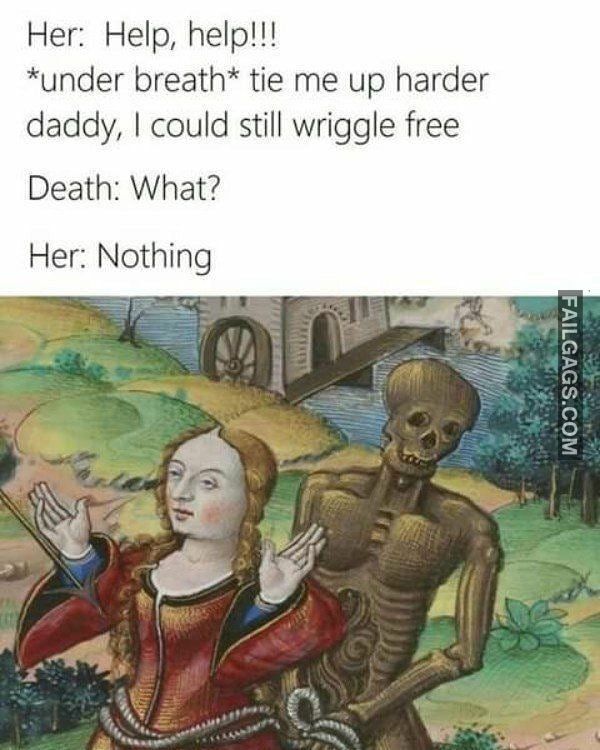 Her:  Help, help!!!
*under breath* tie me up harder
daddy, I could still wriggle free
Death: What?
Her: Nothing
FAILGAGS.COM